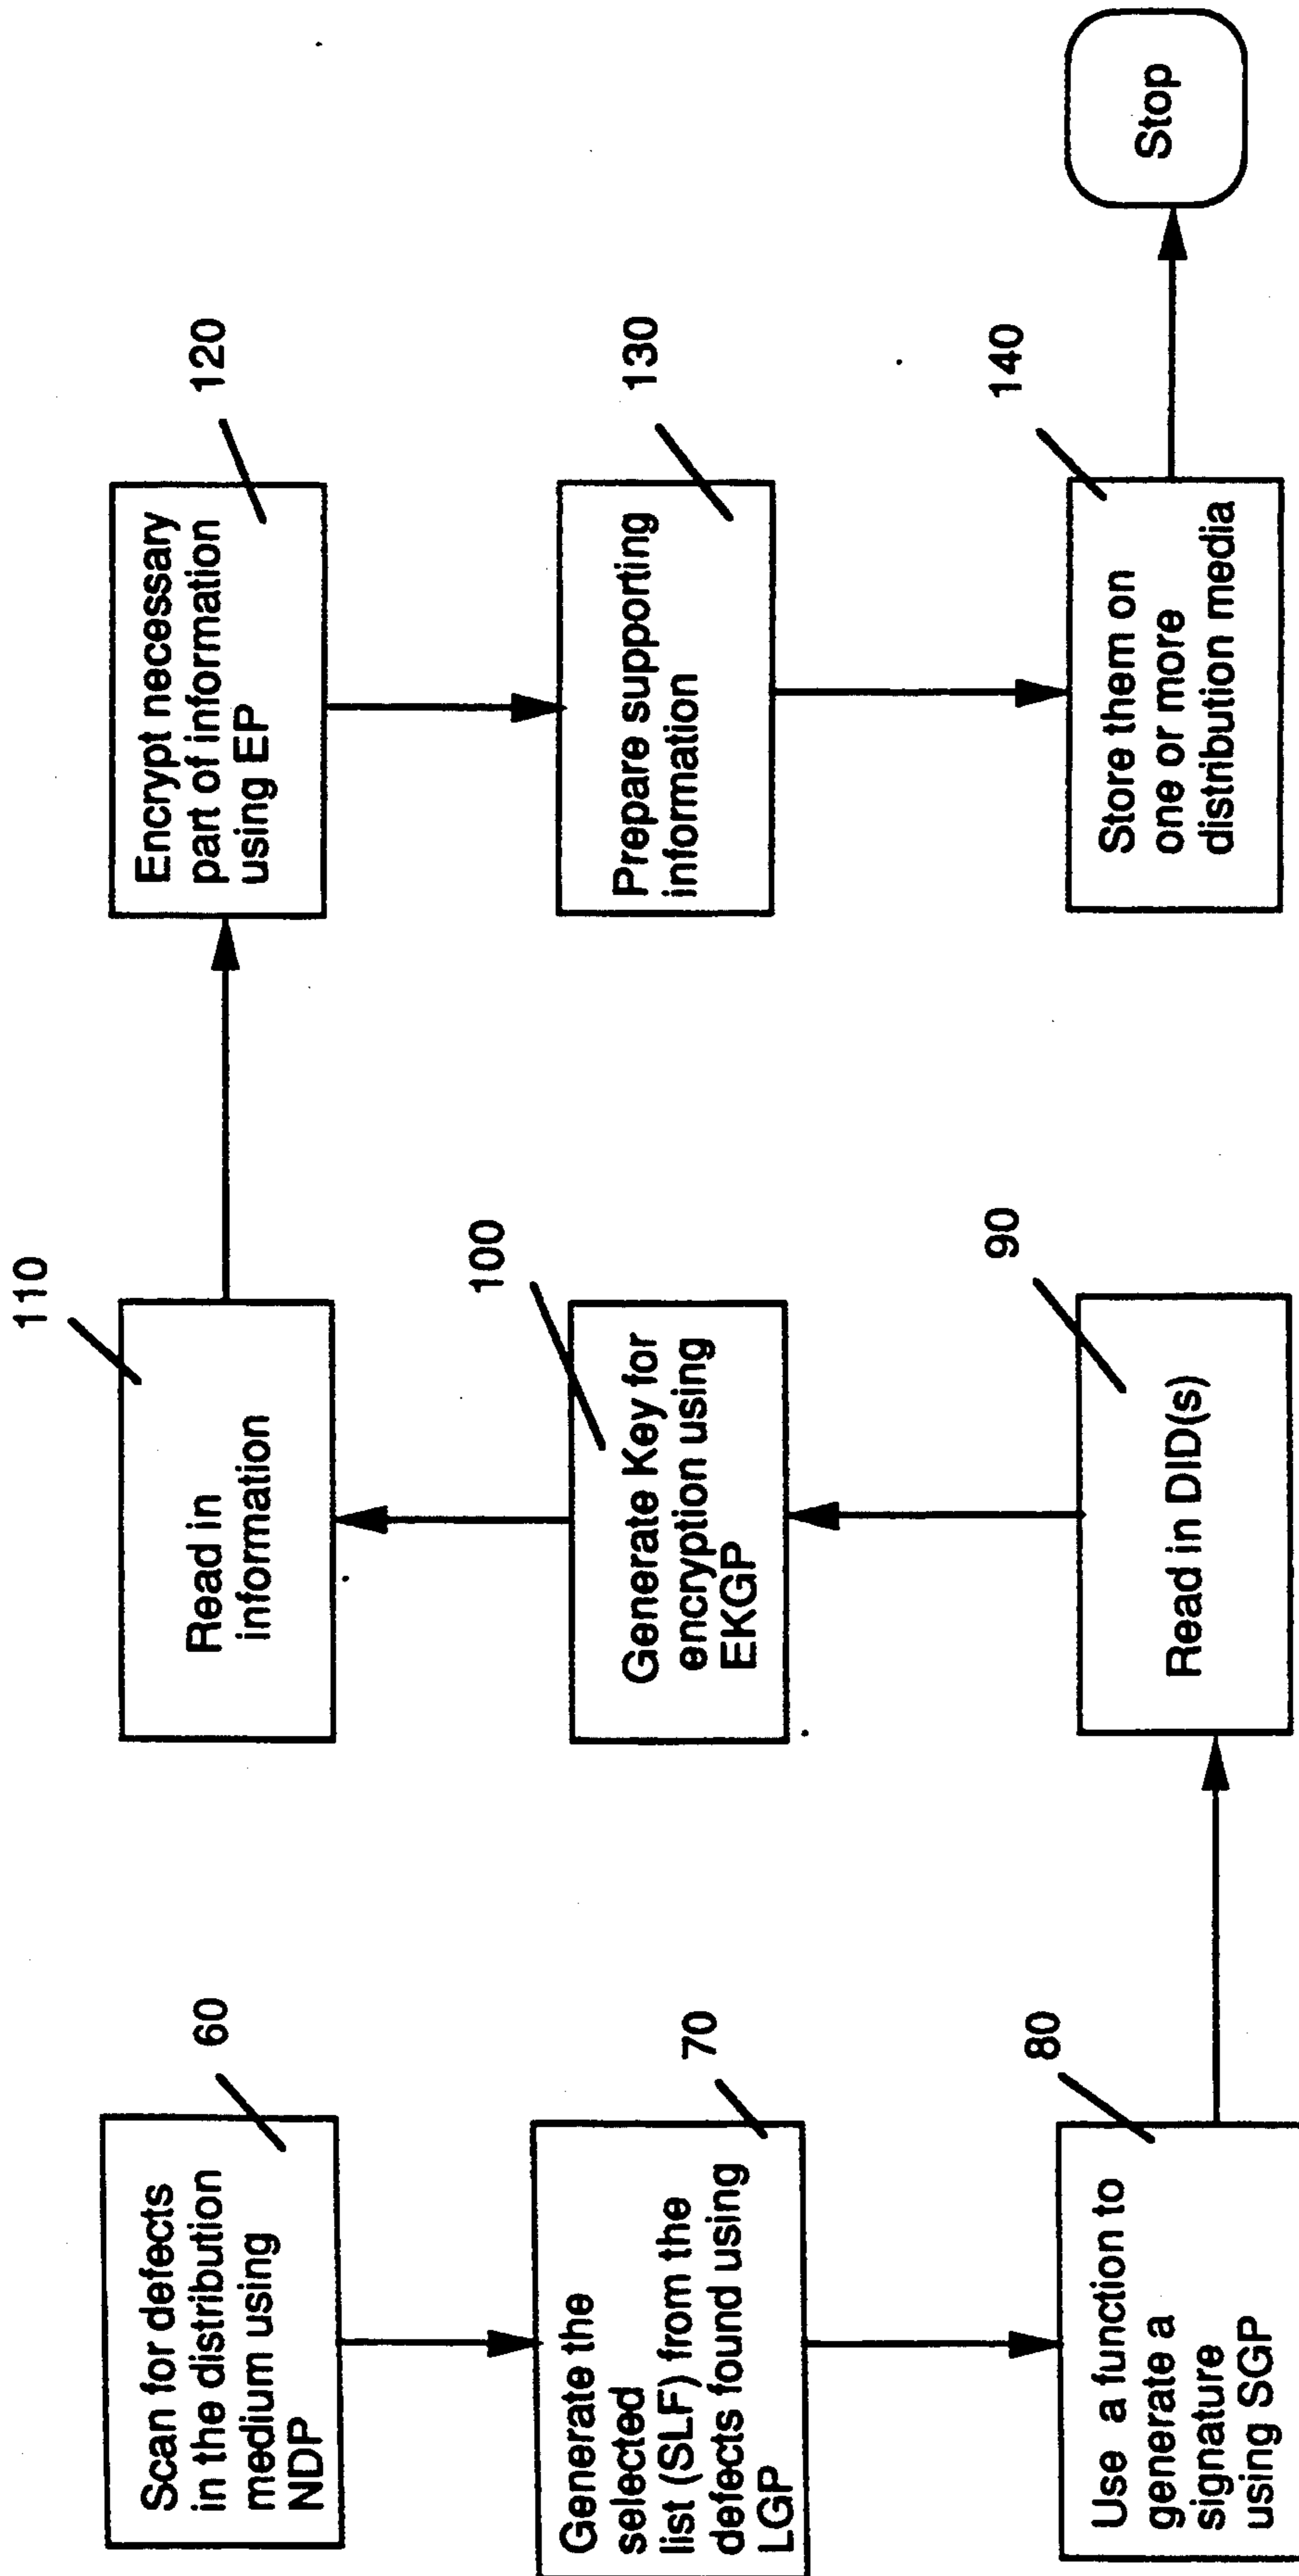 60
Scan for defects
in the distribution
medium using
NDP
70
Generate the
selected
list (SLF) from the
defects found using
LGP
80
Use a function to
generate a
signature
using SGP
90
Read in DID(s)
100
Generate Key for
encryption using
EKGP
110
Read in
information
120
Encrypt necessary
part of information
using EP
130
Prepare supporting
information
140
Store them on
one or more
distribution media
Stop